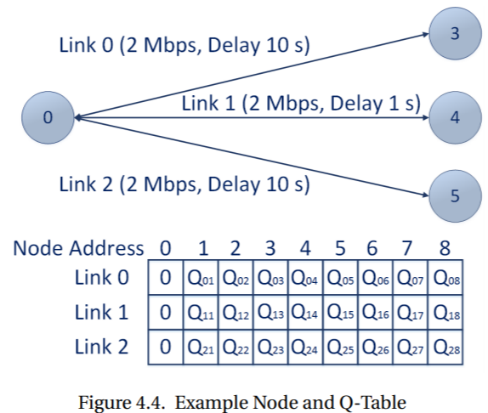 3
Link 0 (2 Mbps, Delay 10 s)
Link 1 (2 Mbps, Delay 1 s)
0
4
Link 2 (2 Mbps, Delay 10 s)
5
Node Address 0 1 2 3 4 5 6 7 8
Link 0 0 Q01 Q02 Q03 Q04 Q05 Q06 Q07 Q08
Link 1 0 Q11 Q12 Q13 Q14 Q15 Q16 Q17 Q18
Link 2 0 Q21 Q22 Q23 Q24 Q25 Q26 Q27 Q28
Figure 4.4. Example Node and Q-Table